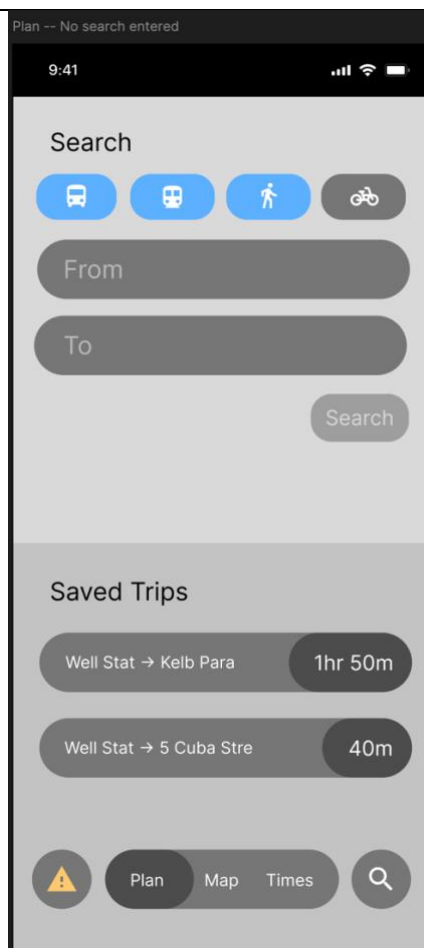 Plan -- No search entered
9:41
Search
From
To
Search
Saved Trips
Well Stat → Kelb Para 1hr 50m
Well Stat → 5 Cuba Stre 40m
Plan Map Times